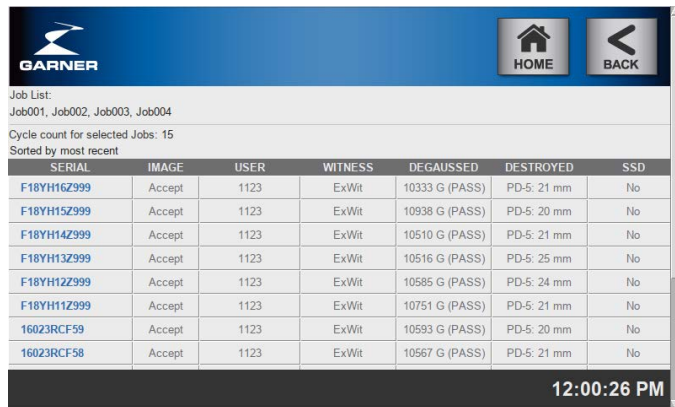 GARNER
HOME
BACK
Job List:
Job001, Job002, Job003, Job004
Cycle count for selected Jobs: 15
Sorted by most recent
SERIAL IMAGE USER WITNESS DEGAUSSED DESTROYED SSD
F18YH16Z999 Accept 1123 ExWit 10333 G (PASS) PD-5: 21 mm No
F18YH15Z999 Accept 1123 ExWit 10938 G (PASS) PD-5: 20 mm No
F18YH14Z999 Accept 1123 ExWit 10510 G (PASS) PD-5: 21 mm No
F18YH13Z999 Accept 1123 ExWit 10516 G (PASS) PD-5: 25 mm No
F18YH12Z999 Accept 1123 ExWit 10585 G (PASS) PD-5: 24 mm No
F18YH11Z999 Accept 1123 ExWit 10751 G (PASS) PD-5: 21 mm No
16023RCF59 Accept 1123 ExWit 10593 G (PASS) PD-5: 20 mm No
16023RCF58 Accept 1123 ExWit 10567 G (PASS) PD-5: 21 mm No
12:00:26 PM